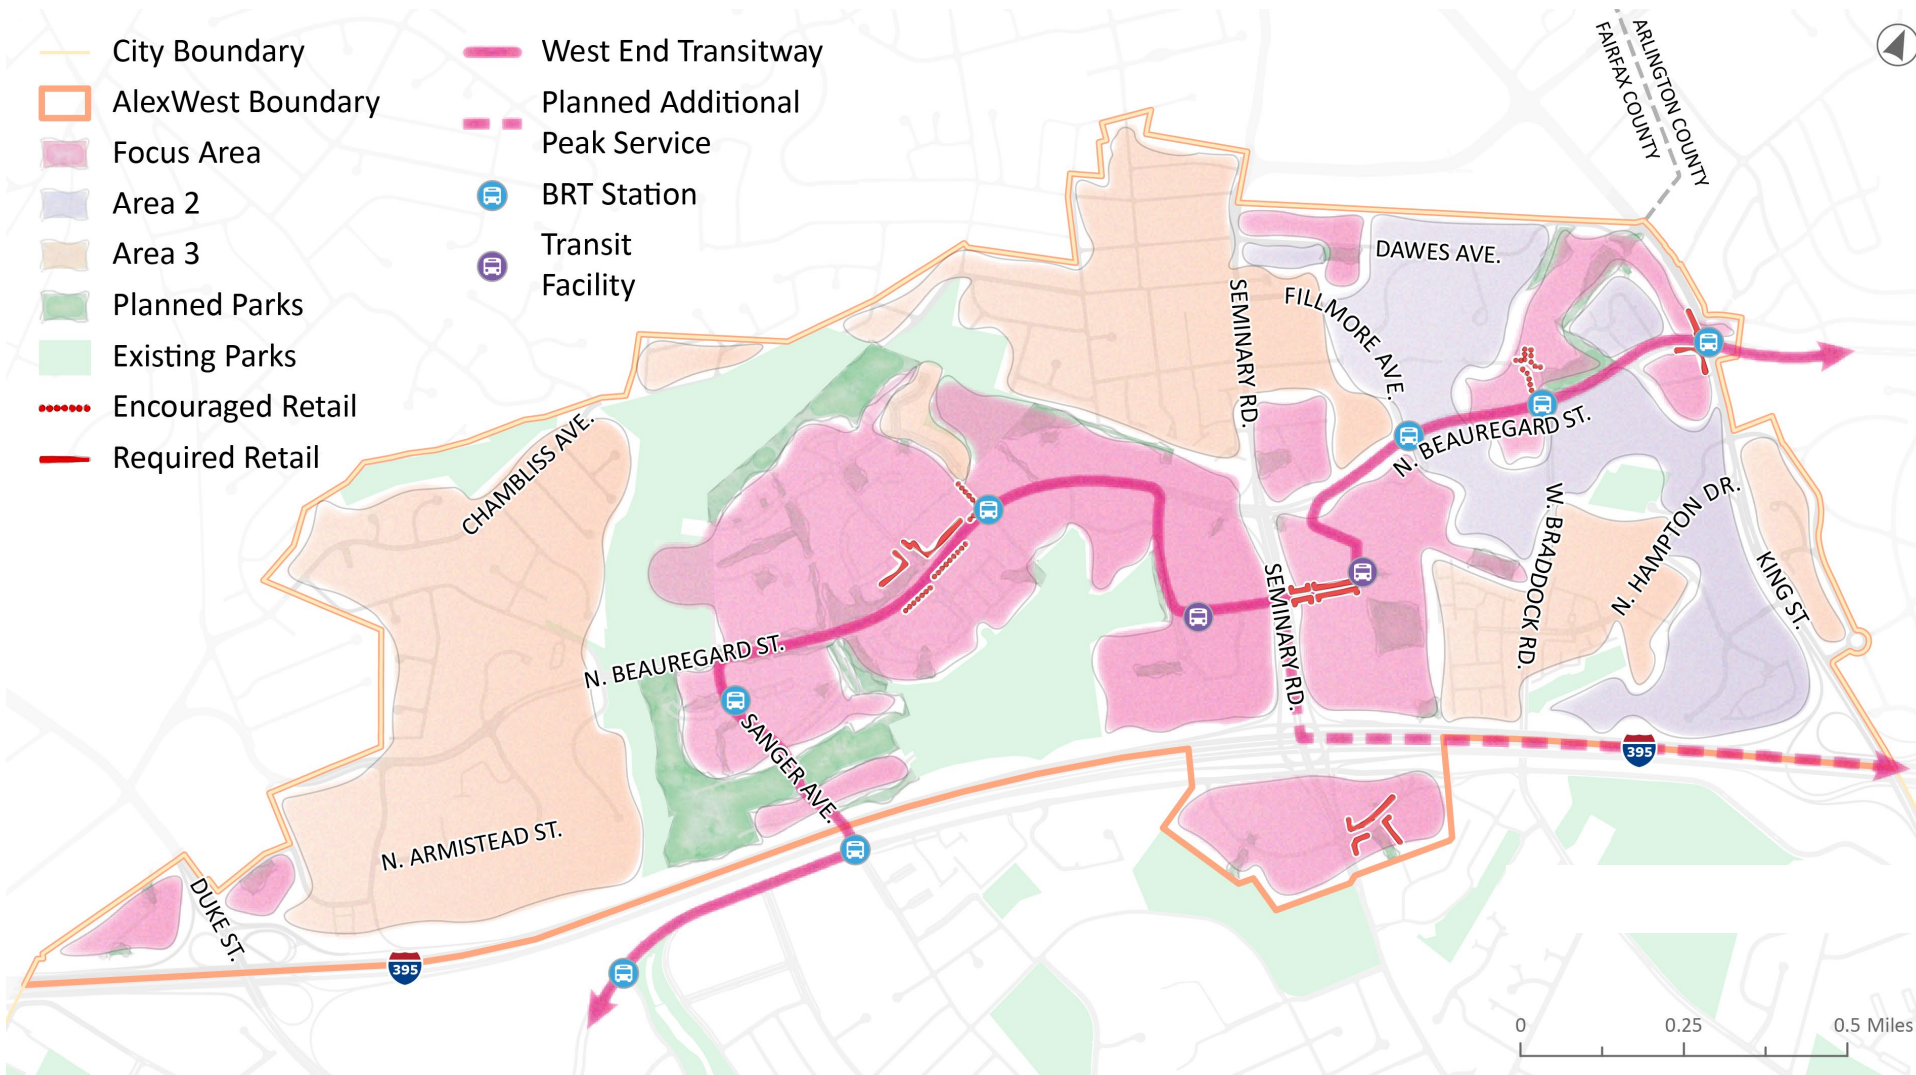 City Boundary
AlexWest Boundary
Focus Area
Area 2
Area 3
Planned Parks
Existing Parks
Encouraged Retail
Required Retail
West End Transitway
Planned Additional
Peak Service
BRT Station
Transit
Facility
ARLINGTON COUNTY
FAIRFAX COUNTY
DAWES AVE.
SEMINARY RD.
FILLMORE AVE.
N. BEAUREGARD ST.
CHAMBLISS AVE.
W. BRADDOCK RD.
N. HAMPTON DR.
KING ST.
SEMINARY RD.
N. BEAUREGARD ST.
SANGER AVE.
395
N. ARMISTEAD ST.
DUKE ST.
395
0 0.25 0.5 Miles